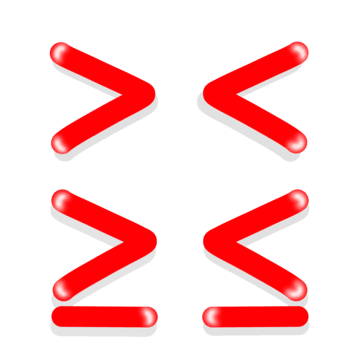 > <
≥ ≤